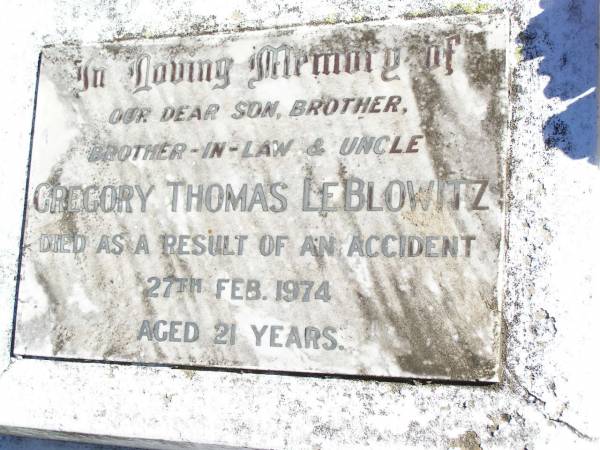 In Loving Memory of
OUR DEAR SON, BROTHER,
BROTHER-IN-LAW & UNCLE
GREGORY THOMAS LEBLOWITZ
DIED AS A RESULT OF AN ACCIDENT
27TH FEB. 1974
AGED 21 YEARS.